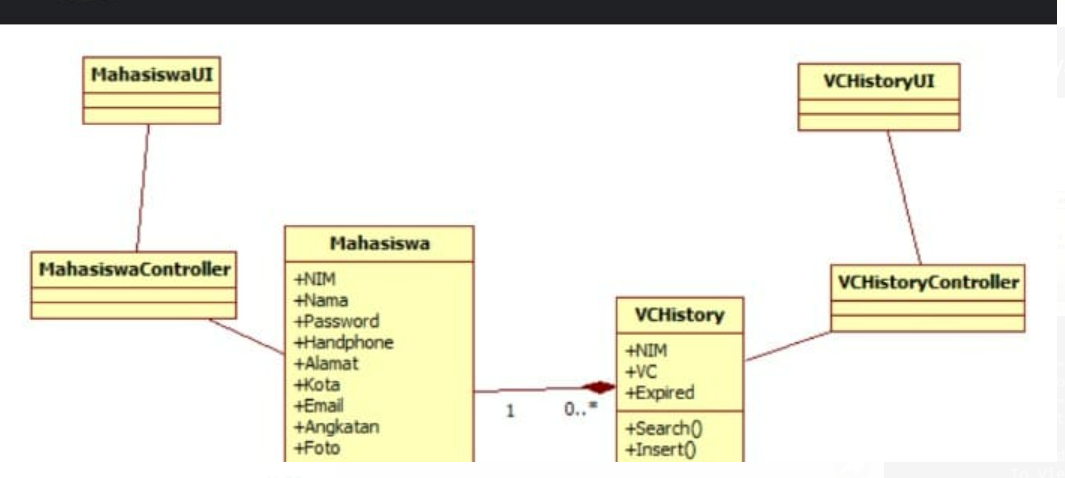 MahasiswaUI
VCHistoryUI
MahasiswaController
Mahasiswa
+NIM
+Nama
+Password
+Handphone
+Alamat
+Kota
+Email
+Angkatan
+Foto
1
0..*
VCHistory
+NIM
+VC
+Expired
+Search()
+Insert()
VCHistoryController